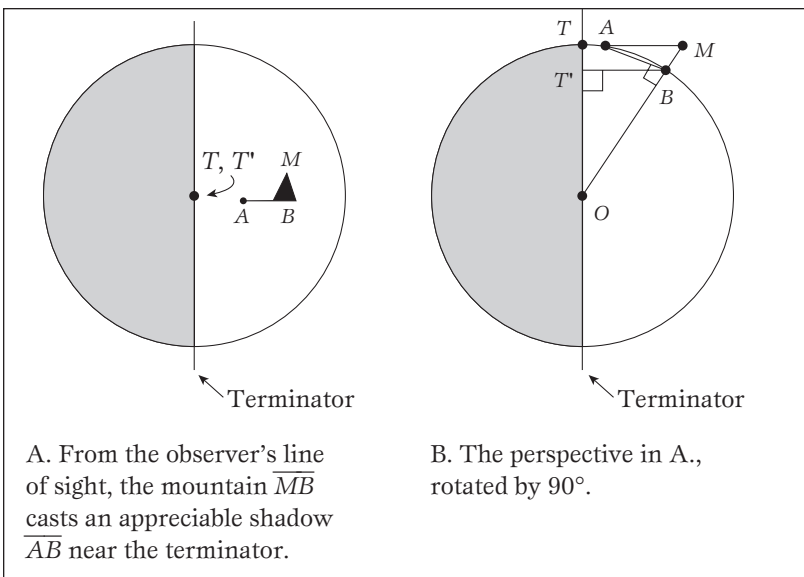 T, T'
M
A
B
Terminator
T
A
M
T'
B
O
Terminator
A. From the observer's line
of sight, the mountain MB
casts an appreciable shadow
AB near the terminator.
B. The perspective in A.,
rotated by 90°.